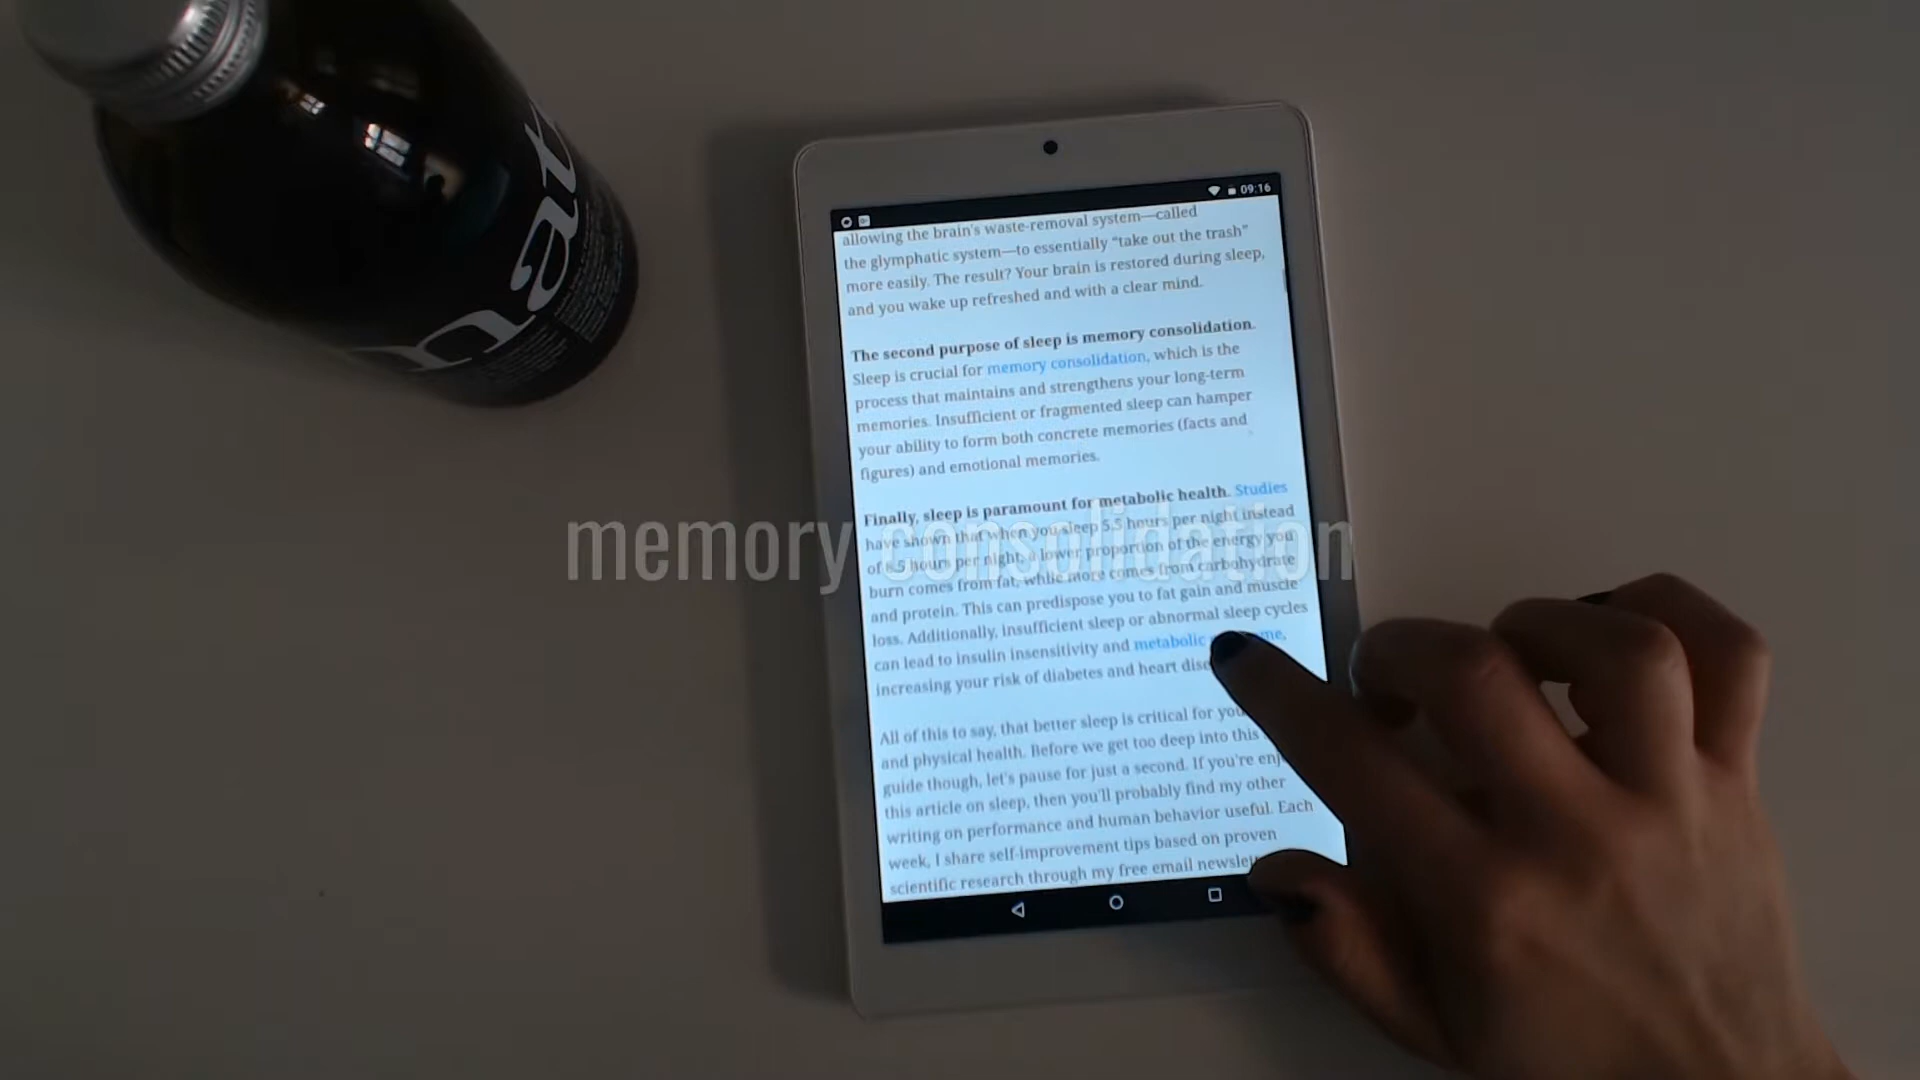 09:16
allowing the brain's waste-removal system—called
the glymphatic system—to essentially “take out the trash”
more easily. The result? Your brain is restored during sleep,
and you wake up refreshed and with a clear mind.
The second purpose of sleep is memory consolidation.
Sleep is crucial for memory consolidation, which is the
process that maintains and strengthens your long-term
memories. Insufficient or fragmented sleep can hamper
your ability to form both concrete memories (facts and
figures) and emotional memories.
Finally, sleep is paramount for metabolic health. Studies
have shown that when you sleep 5.5 hours per night instead
of 8.5 hours per night, a lower proportion of the energy you
burn comes from fat, while more comes from carbohydrate
and protein. This can predispose you to fat gain and muscle
loss. Additionally, insufficient sleep or abnormal sleep cycles
can lead to insulin insensitivity and metabolic
increasing your risk of diabetes and heart
All of this to say, that better sleep is critical for
and physical health. Before we get too deep into this
guide though, let's pause for just a second. If you're
this article on sleep, then you'll probably find my other
writing on performance and human behavior useful. Each
week, I share self-improvement tips based on proven
scientific research through my free email
memory consolidation